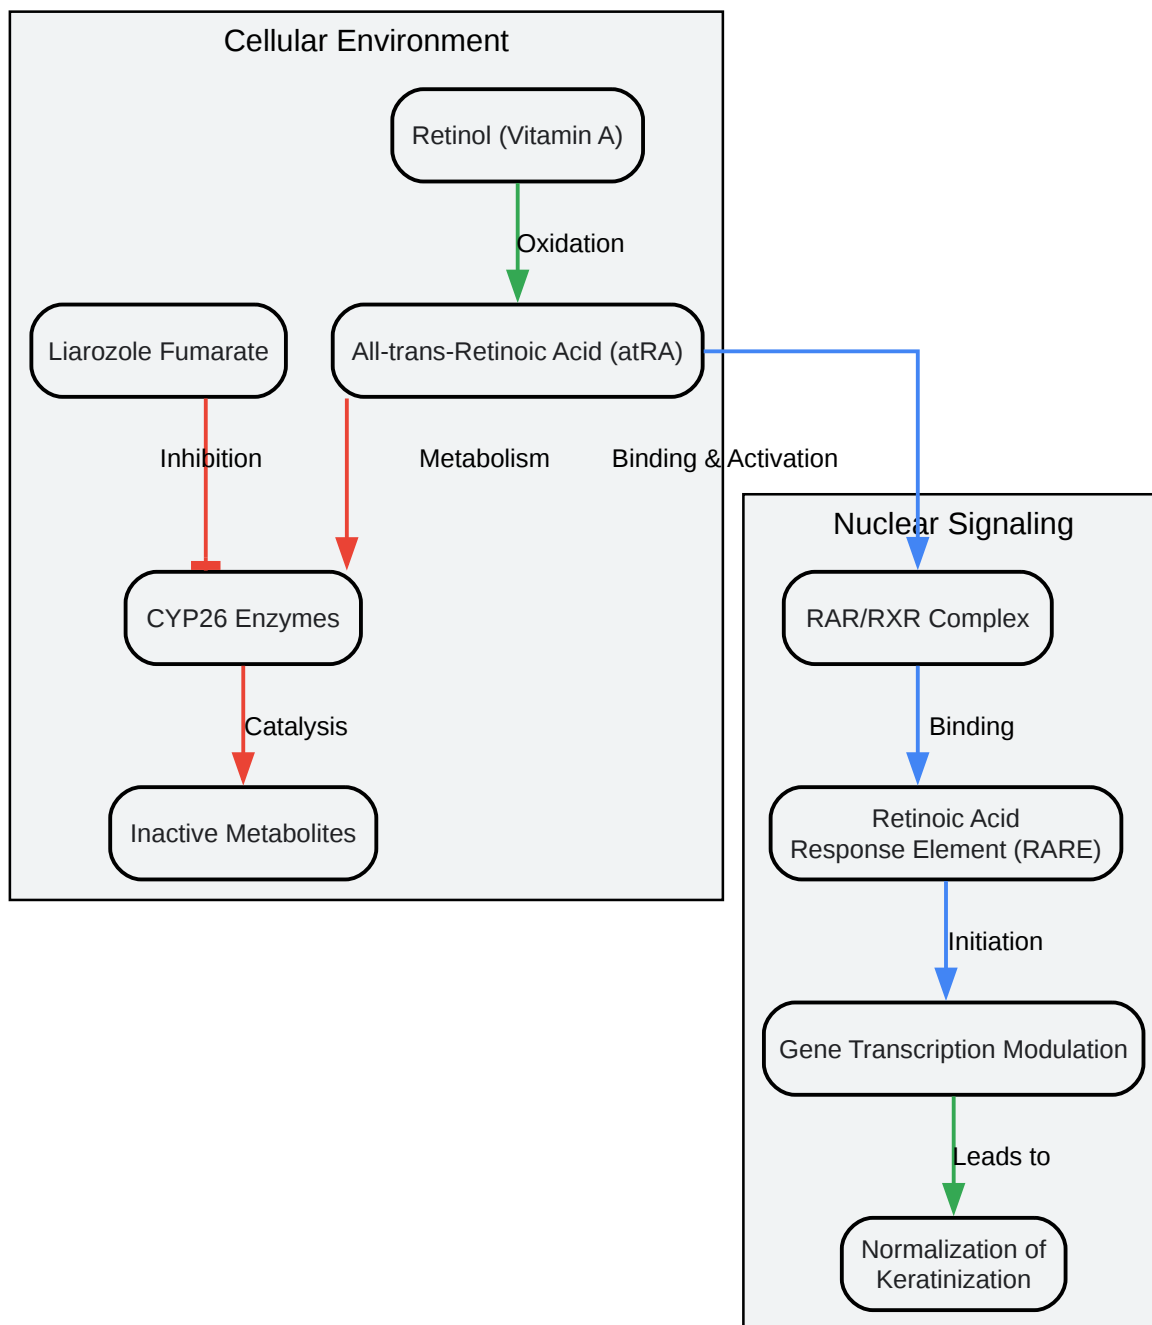 Cellular Environment
Retinol (Vitamin A)
Oxidation
Liarozole Fumarate
All-trans-Retinoic Acid (atRA)
Inhibition
Metabolism
Binding & Activation
Nuclear Signaling
CYP26 Enzymes
RAR/RXR Complex
Catalysis
Binding
Inactive Metabolites
Retinoic Acid
Response Element (RARE)
Initiation
Gene Transcription Modulation
Leads to
Normalization of
Keratinization